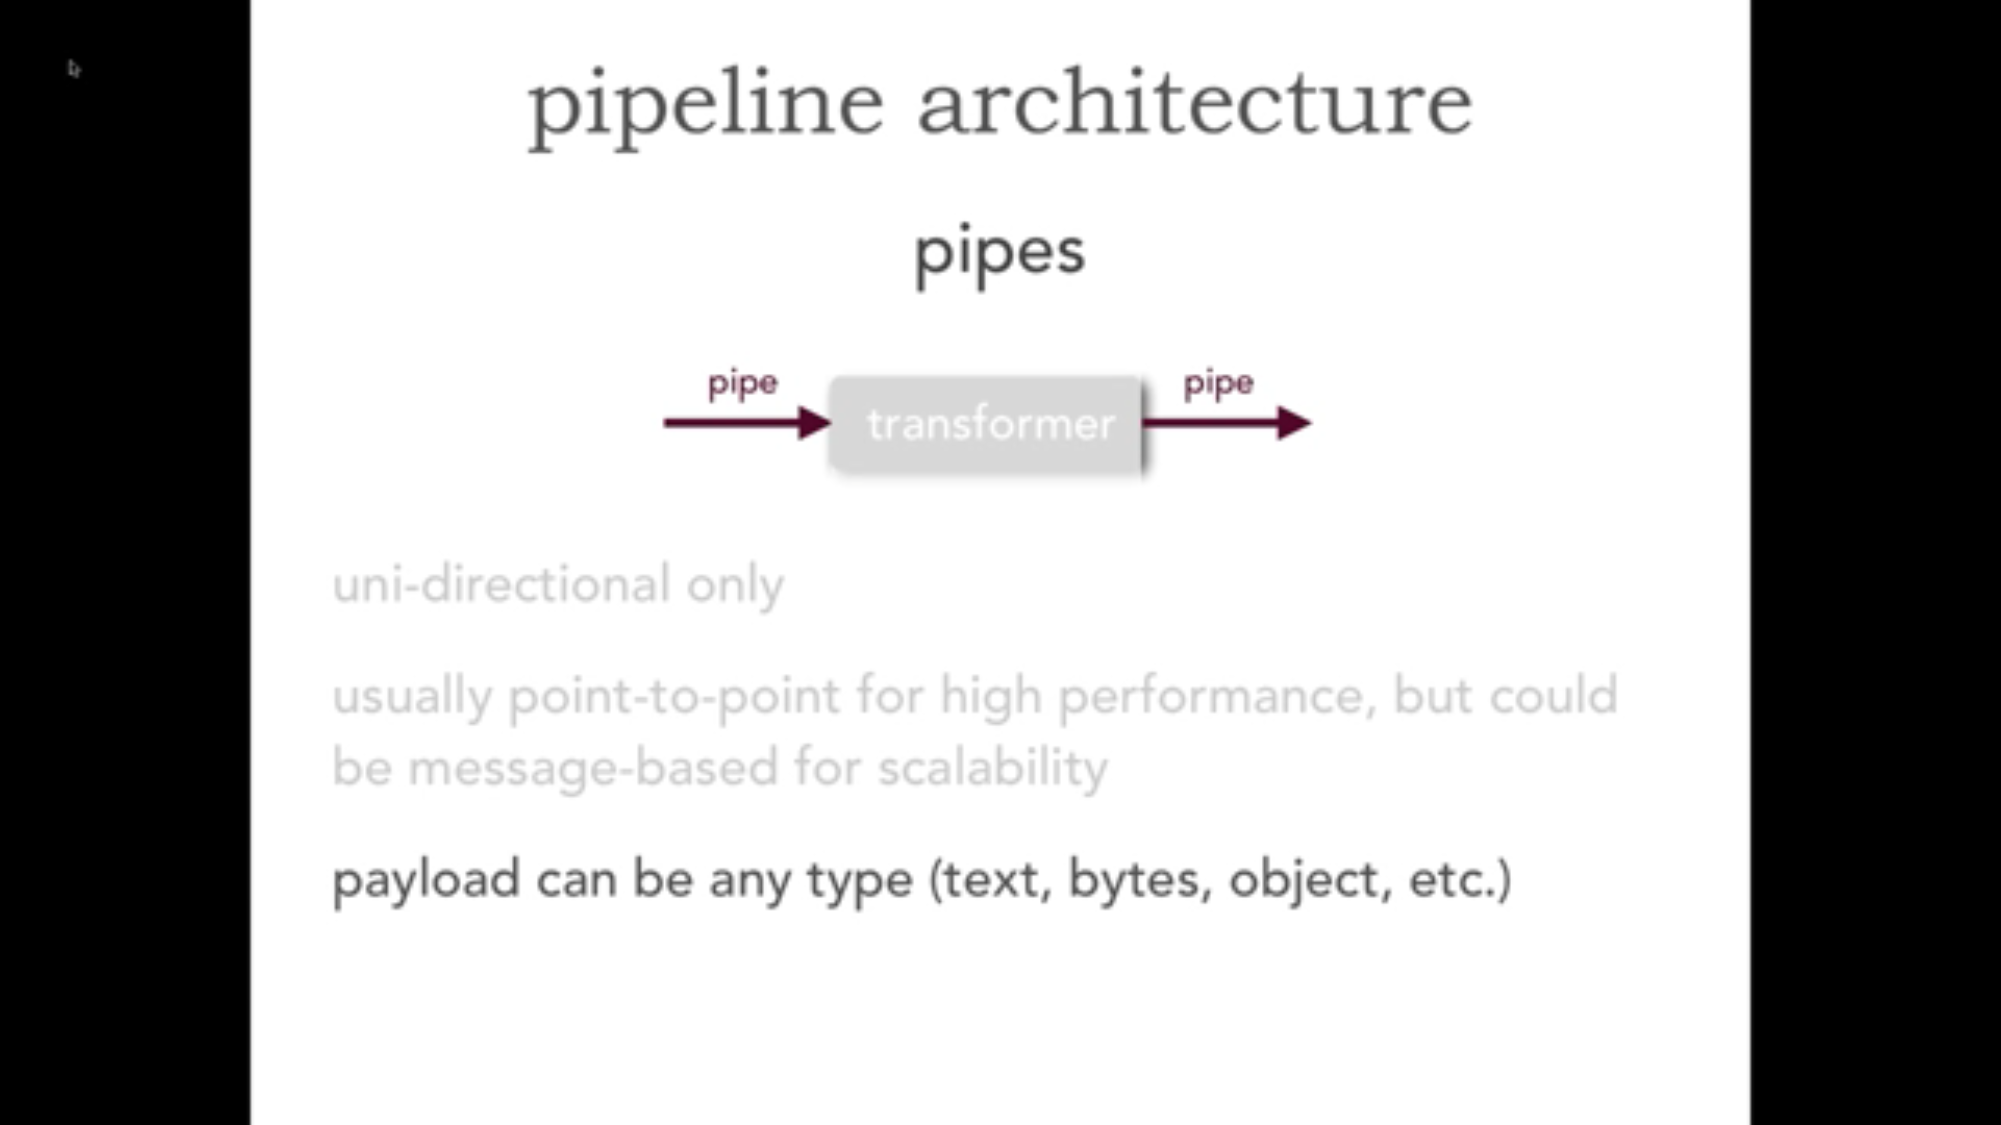 pipeline architecture
pipes
pipe
transformer
pipe
uni-directional only
usually point-to-point for high performance, but could
be message-based for scalability
payload can be any type (text, bytes, object, etc.)